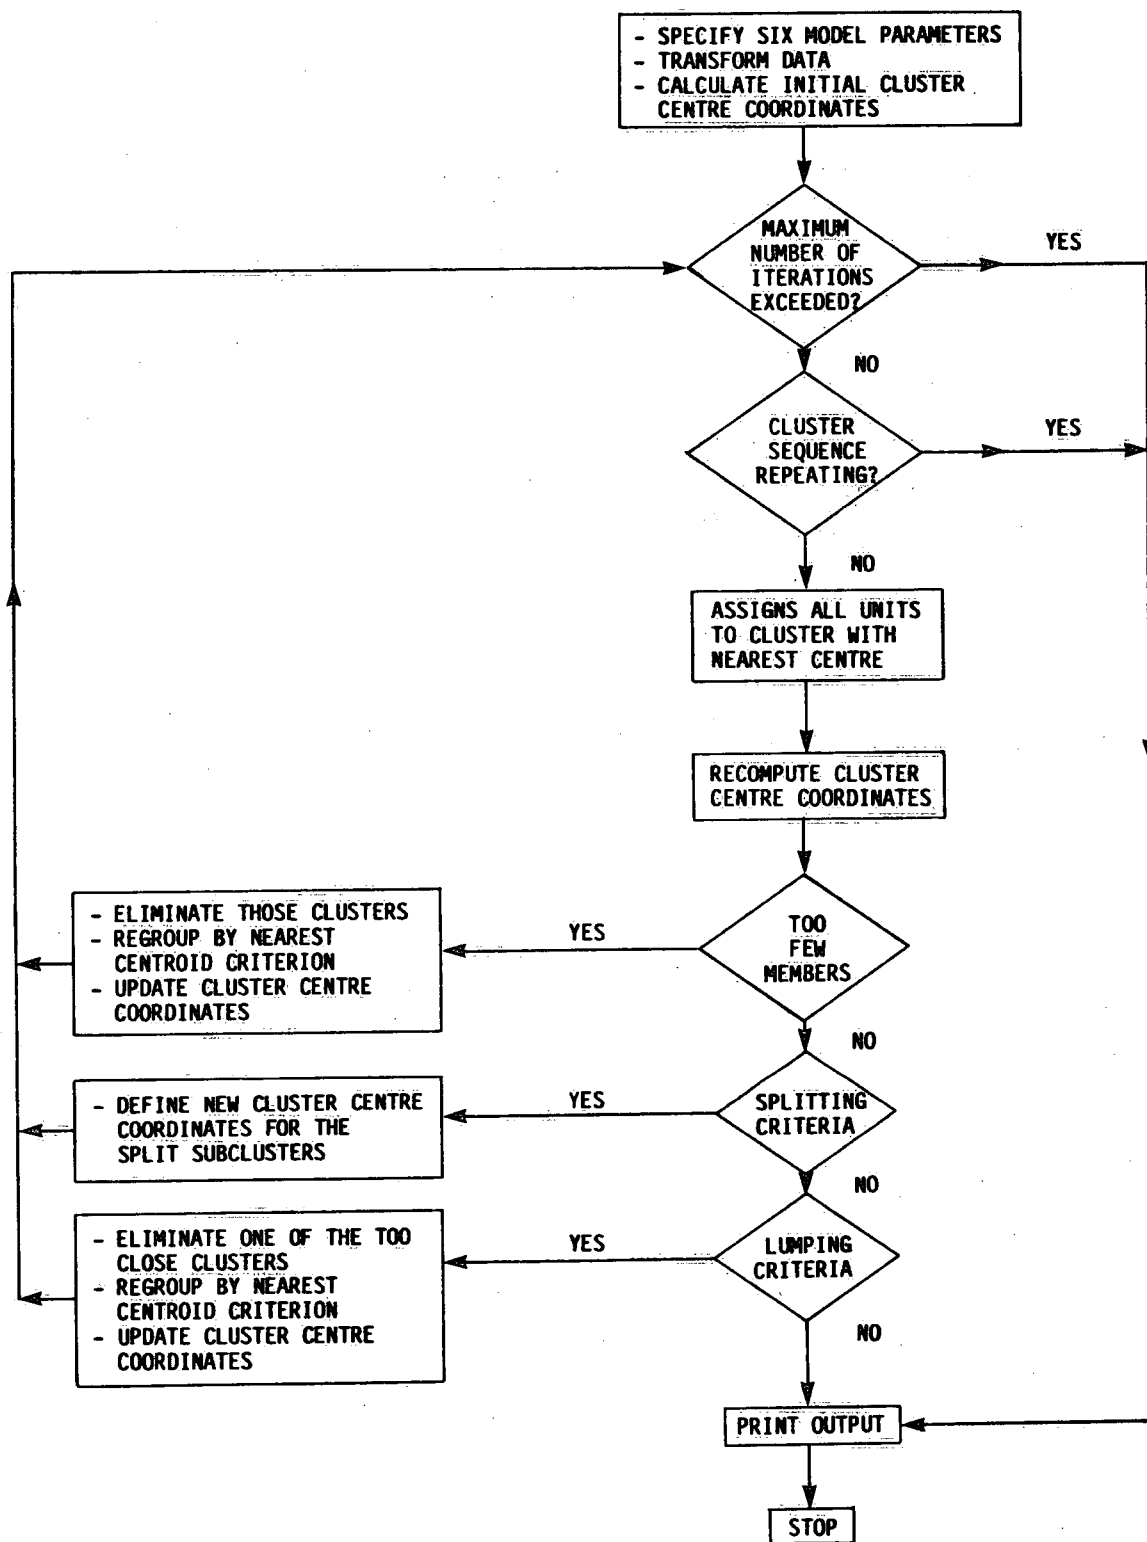 - SPECIFY SIX MODEL PARAMETERS
- TRANSFORM DATA
- CALCULATE INITIAL CLUSTER
CENTRE COORDINATES
MAXIMUM
NUMBER OF
ITERATIONS
EXCEEDED?
YES
NO
CLUSTER
SEQUENCE
REPEATING?
YES
NO
ASSIGNS ALL UNITS
TO CLUSTER WITH
NEAREST CENTRE
RECOMPUTE CLUSTER
CENTRE COORDINATES
TOO
FEW
MEMBERS
YES
- ELIMINATE THOSE CLUSTERS
- REGROUP BY NEAREST
CENTROID CRITERION
- UPDATE CLUSTER CENTRE
COORDINATES
NO
SPLITTING
CRITERIA
YES
- DEFINE NEW CLUSTER CENTRE
COORDINATES FOR THE
SPLIT SUBCLUSTERS
NO
LUMPING
CRITERIA
YES
- ELIMINATE ONE OF THE TOO
CLOSE CLUSTERS
- REGROUP BY NEAREST
CENTROID CRITERION
- UPDATE CLUSTER CENTRE
COORDINATES
NO
PRINT OUTPUT
STOP